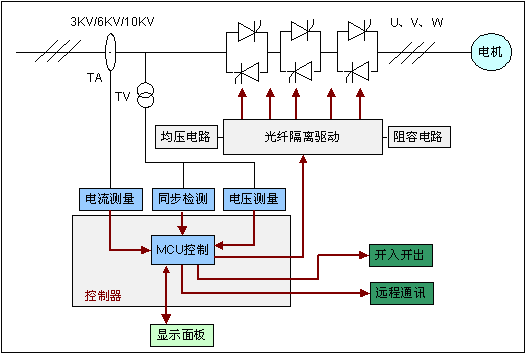 3KV/6KV/10KV
U、V、W
电机
TA
TV
均压电路
光纤隔离驱动
阻容电路
电流测量
同步检测
电压测量
MCU控制
开入开出
控制器
远程通讯
显示面板